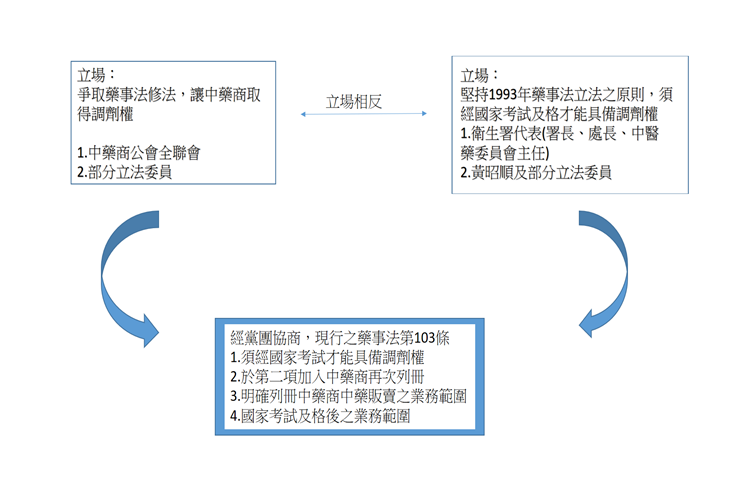 立場：
爭取藥事法修法，讓中藥商取
得調劑權
1.中藥商公會全聯會
2.部分立法委員
立場相反
立場：
堅持1993年藥事法立法之原則，須
經國家考試及格才能具備調劑權
1.衛生署代表(署長、處長、中醫
藥委員會主任)
2.黃昭順及部分立法委員
經黨團協商，現行之藥事法第103條
1.須經國家考試才能具備調劑權
2.於第二項加入中藥商再次列冊
3.明確列冊中藥商中藥販賣之業務範圍
4.國家考試及格後之業務範圍